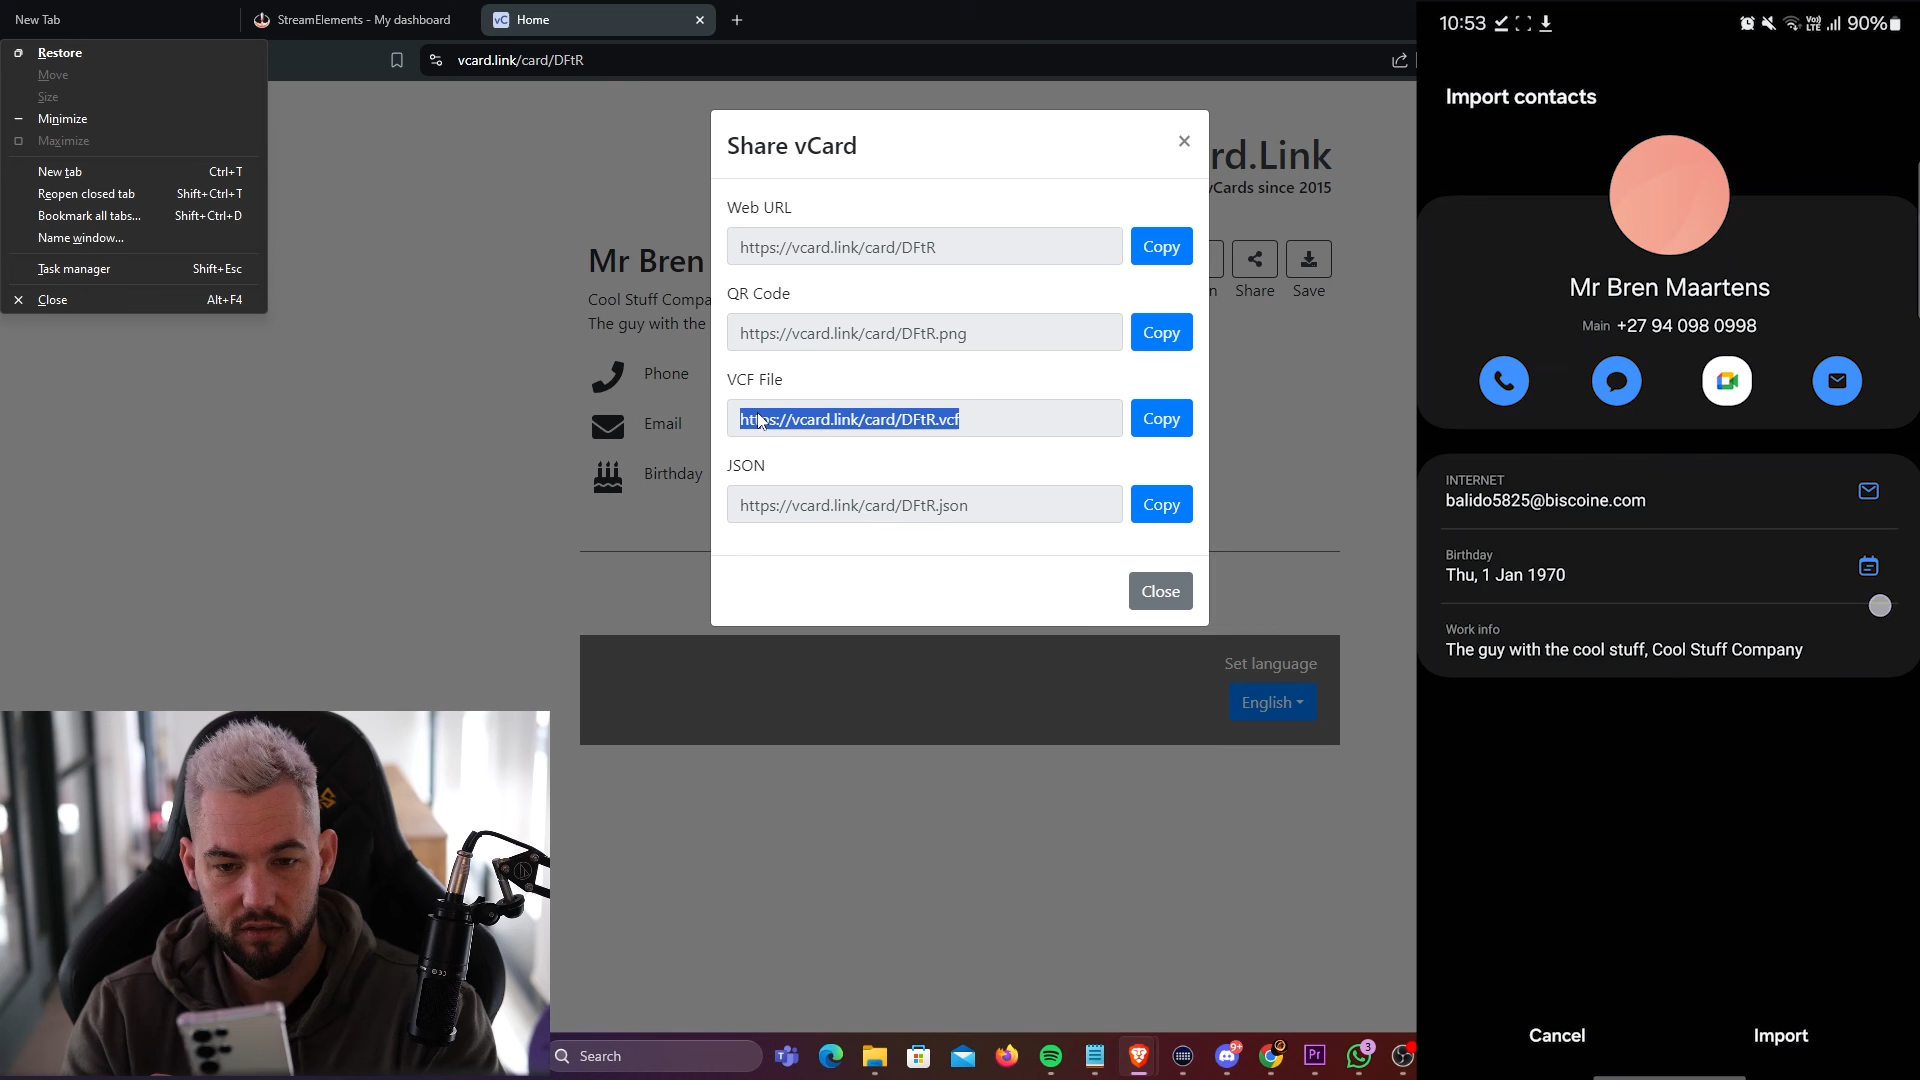 New Tab
StreamElements - My dashboard
vC Home
Restore
Move
Size
Minimize
Maximize
New tab Ctrl+T
Reopen closed tab Shift+Ctrl+T
Bookmark all tabs... Shift+Ctrl+D
Name window...
Task manager Shift+Esc
Close Alt+F4
vcard.link/card/DFtR
rd.Link
vCards since 2015
Mr Bren
Cool Stuff Compa
The guy with the
n Share Save
Phone
Email
Birthday
Share vCard
Web URL
https://vcard.link/card/DFtR Copy
QR Code
https://vcard.link/card/DFtR.png Copy
VCF File
https://vcard.link/card/DFtR.vcf Copy
JSON
https://vcard.link/card/DFtR.json Copy
Close
Set language
English
Search
9+
Pr
3
10:53
VoLTE
90%
Import contacts
Mr Bren Maartens
Main +27 94 098 0998
INTERNET
balido5825@biscoine.com
Birthday
Thu, 1 Jan 1970
Work info
The guy with the cool stuff, Cool Stuff Company
Cancel Import